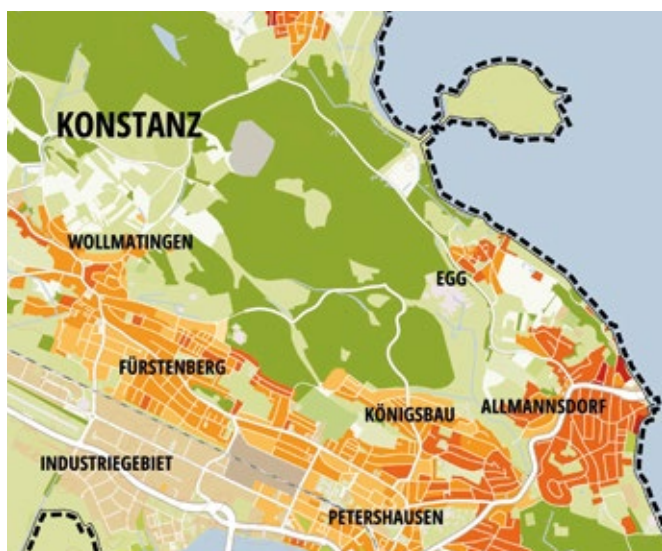 KONSTANZ
WOLLMATINGEN
EGG
FÜRSTENBERG
KÖNIGSBAU
ALLMANNSDORF
INDUSTRIEGEBIET
PETERSHAUSEN